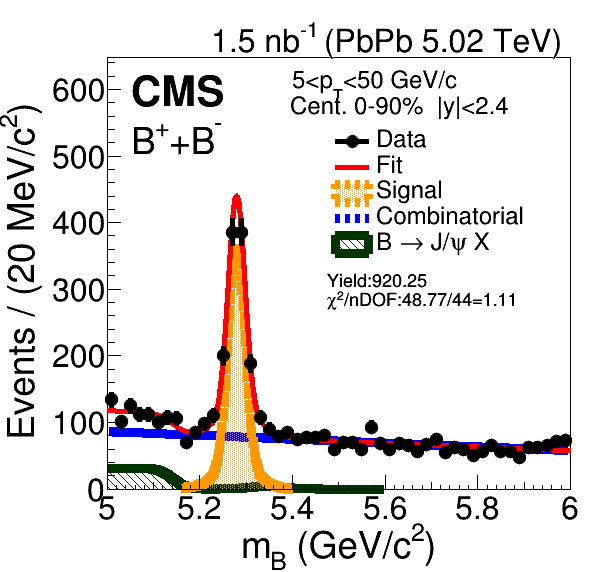 1.5 nb⁻¹ (PbPb 5.02 TeV)
CMS
B⁺+B⁻
5<p_T<50 GeV/c
Cent. 0-90% |y|<2.4
Data
Fit
Signal
Combinatorial
B → J/ψ X
Yield:920.25
χ²/nDOF:48.77/44=1.11
Events / (20 MeV/c²)
600
500
400
300
200
100
0
5 5.2 5.4 5.6 5.8 6
m_B (GeV/c²)